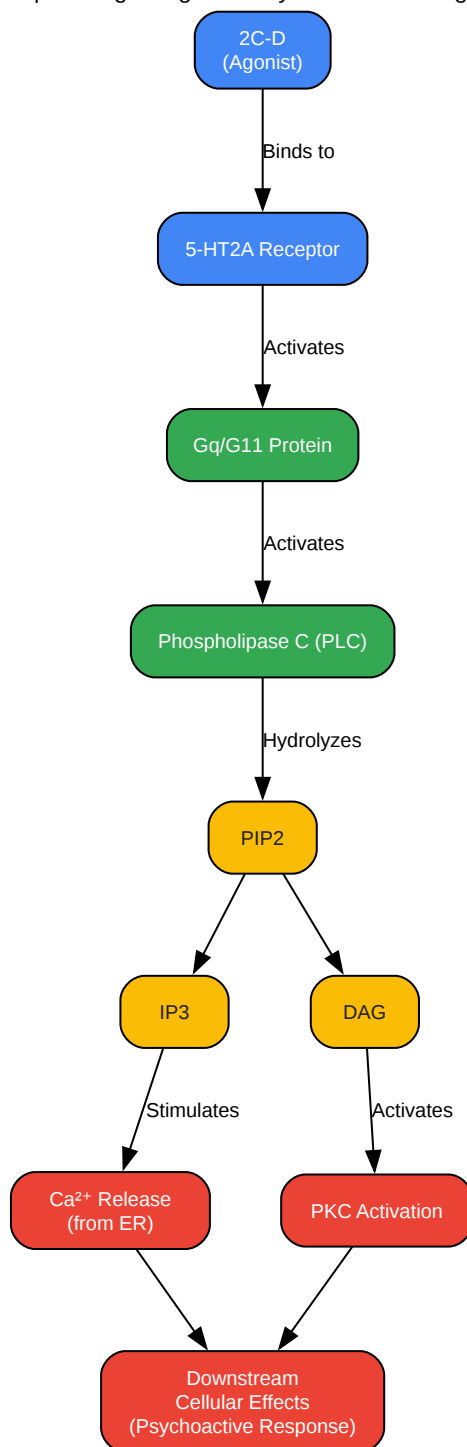 2C-D
(Agonist)
Binds to
5-HT2A Receptor
Activates
Gq/G11 Protein
Activates
Phospholipase C (PLC)
Hydrolyzes
PIP2
IP3
DAG
Stimulates
Activates
Ca²⁺ Release
(from ER)
PKC Activation
Downstream
Cellular Effects
(Psychoactive Response)